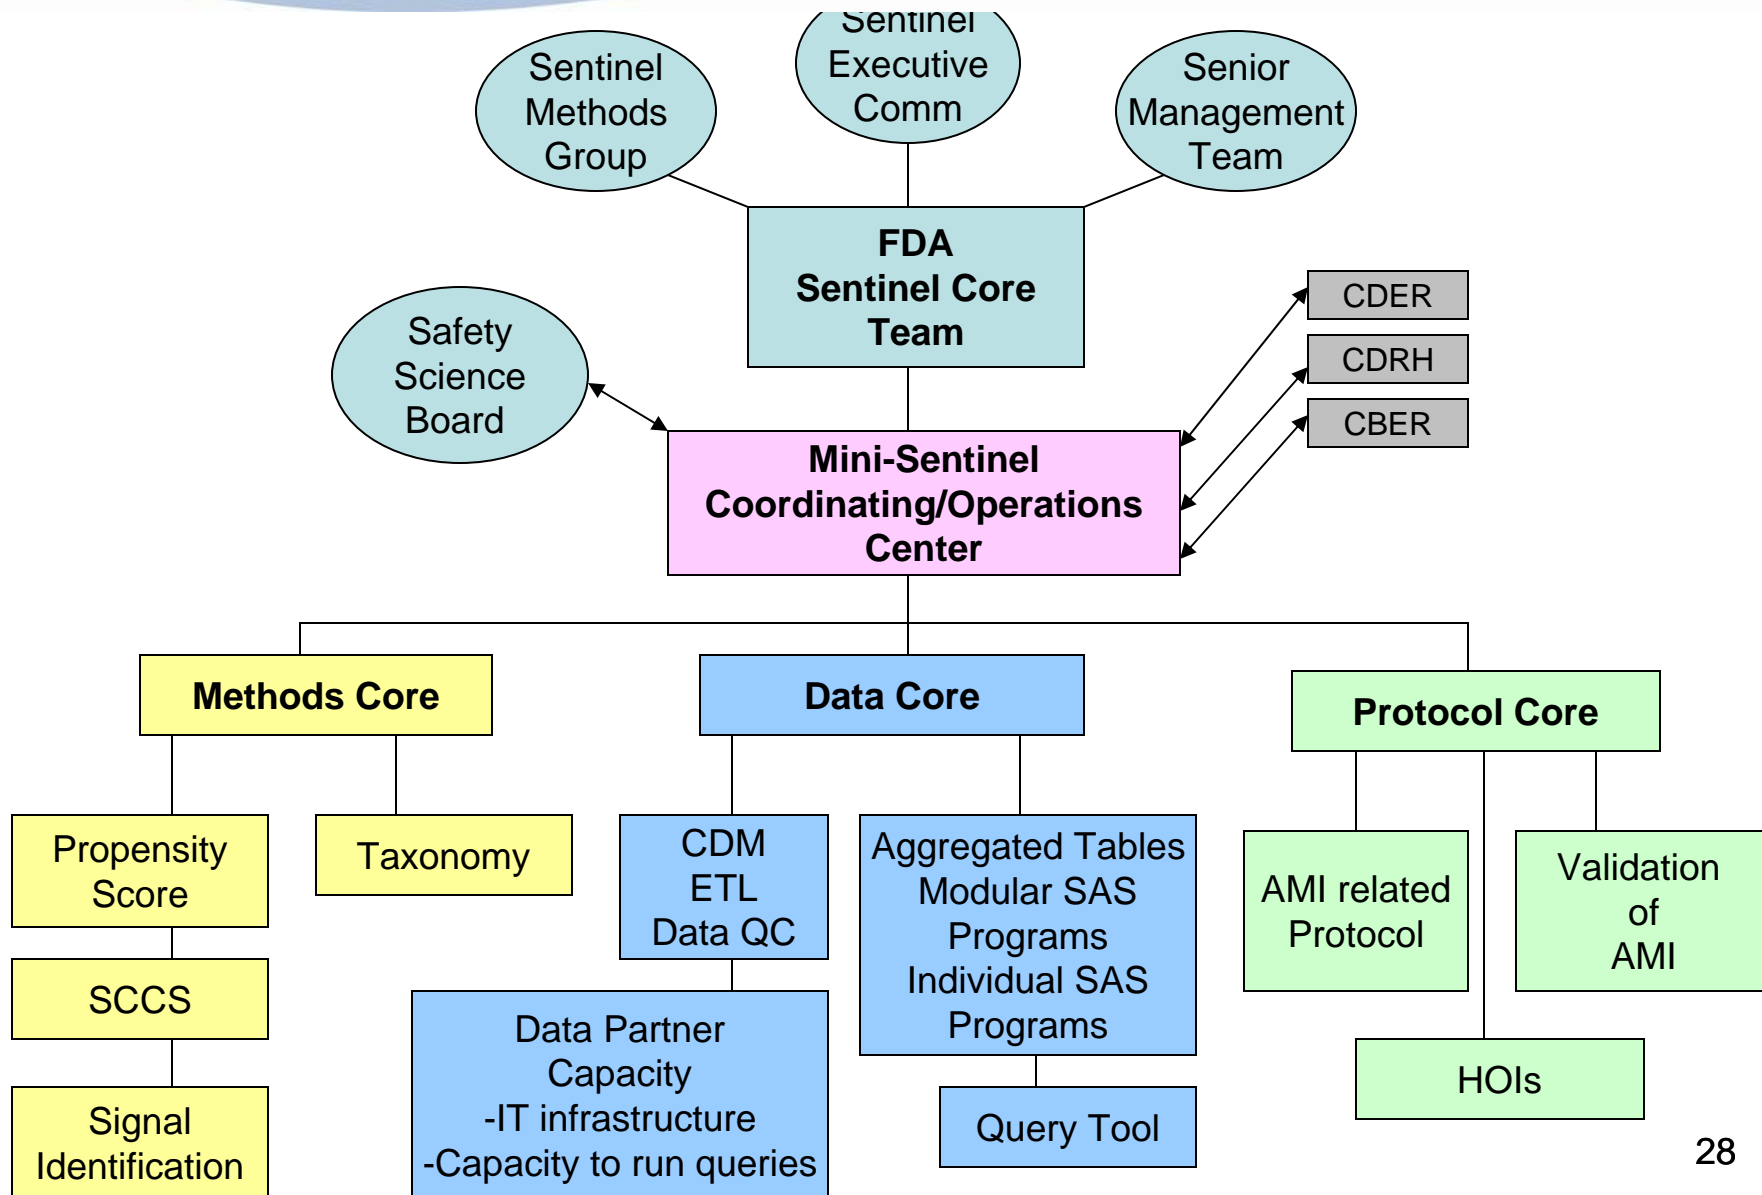 Sentinel
Methods
Group
Sentinel
Executive
Comm
Senior
Management
Team
FDA
Sentinel Core
Team
Safety
Science
Board
CDER
CDRH
CBER
Mini-Sentinel
Coordinating/Operations
Center
Methods Core
Data Core
Protocol Core
Propensity
Score
Taxonomy
SCCS
Signal
Identification
CDM
ETL
Data QC
Data Partner
Capacity
-IT infrastructure
-Capacity to run queries
Aggregated Tables
Modular SAS
Programs
Individual SAS
Programs
Query Tool
AMI related
Protocol
Validation
of
AMI
HOIs
28